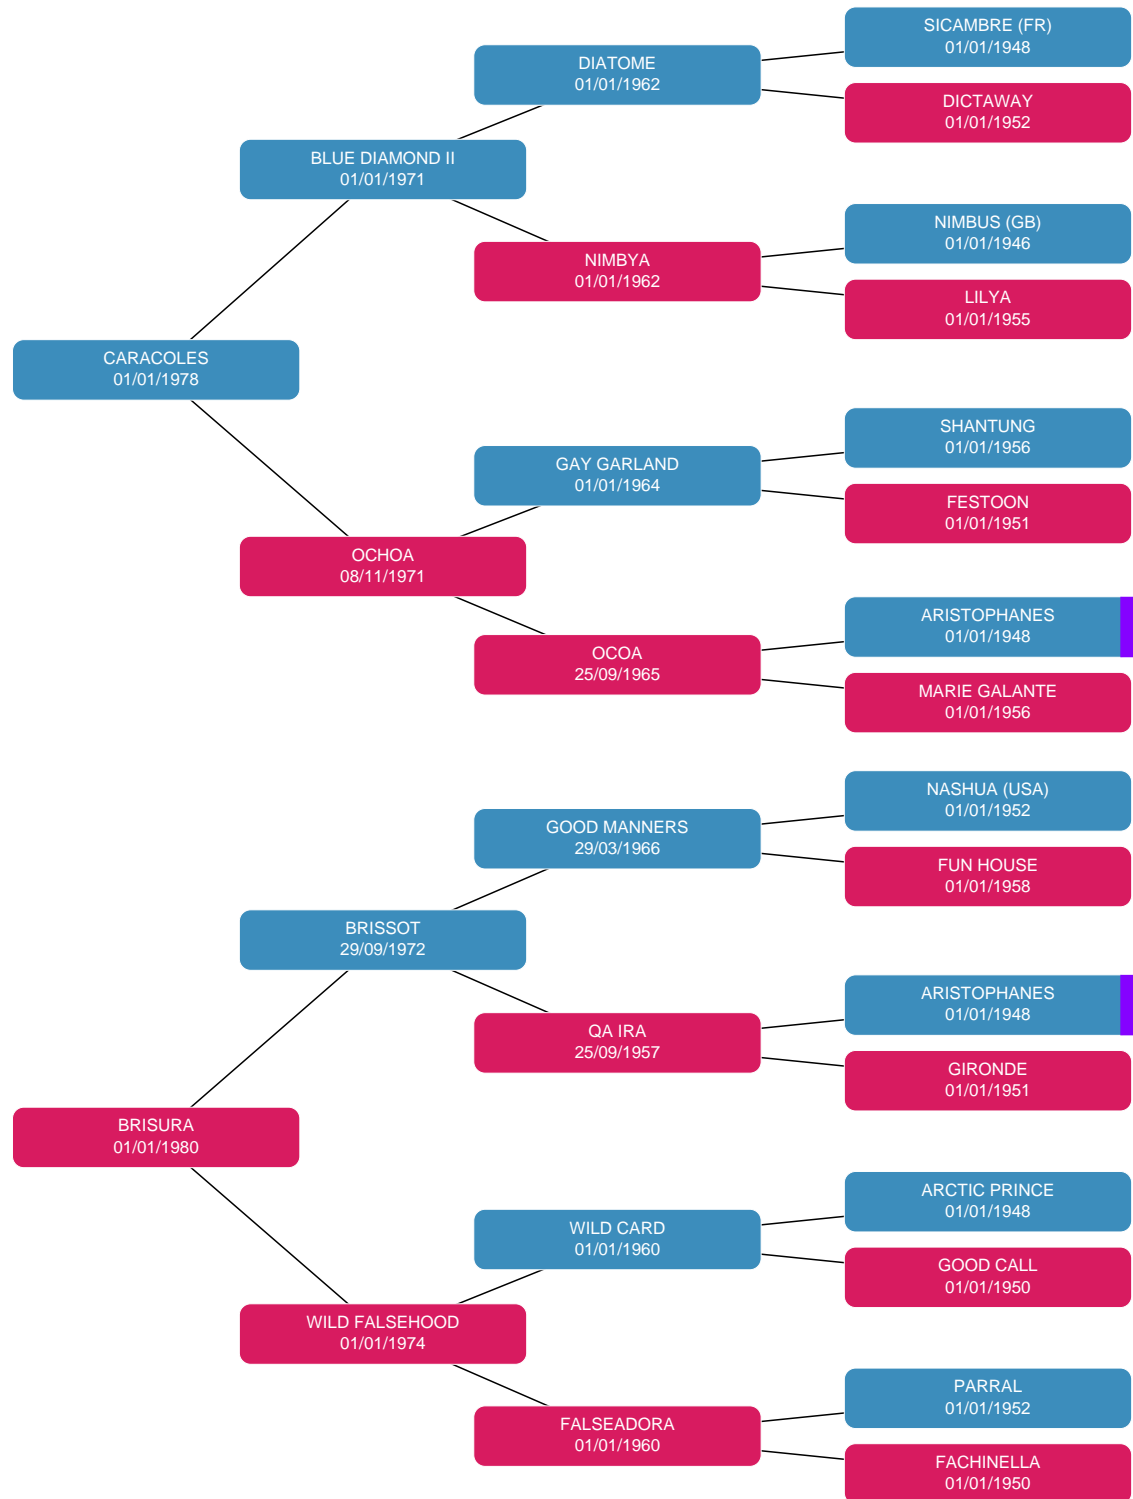 SICAMBRE (FR)
01/01/1948
DIATOME
01/01/1962
DICTAWAY
01/01/1952
BLUE DIAMOND II
01/01/1971
NIMBUS (GB)
01/01/1946
NIMBYA
01/01/1962
LILYA
01/01/1955
CARACOLES
01/01/1978
SHANTUNG
01/01/1956
GAY GARLAND
01/01/1964
FESTOON
01/01/1951
OCHOA
08/11/1971
ARISTOPHANES
01/01/1948
OCOA
25/09/1965
MARIE GALANTE
01/01/1956
NASHUA (USA)
01/01/1952
GOOD MANNERS
29/03/1966
FUN HOUSE
01/01/1958
BRISSOT
29/09/1972
ARISTOPHANES
01/01/1948
QA IRA
25/09/1957
GIRONDE
01/01/1951
BRISURA
01/01/1980
ARCTIC PRINCE
01/01/1948
WILD CARD
01/01/1960
GOOD CALL
01/01/1950
WILD FALSEHOOD
01/01/1974
PARRAL
01/01/1952
FALSEADORA
01/01/1960
FACHINELLA
01/01/1950